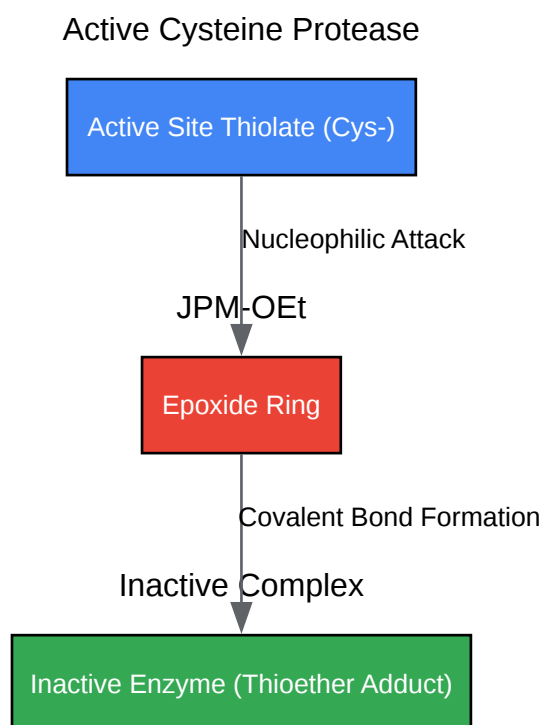 Active Cysteine Protease
Active Site Thiolate (Cys-)
Nucleophilic Attack
JPM-OEt
Epoxide Ring
Covalent Bond Formation
Inactive Complex
Inactive Enzyme (Thioether Adduct)